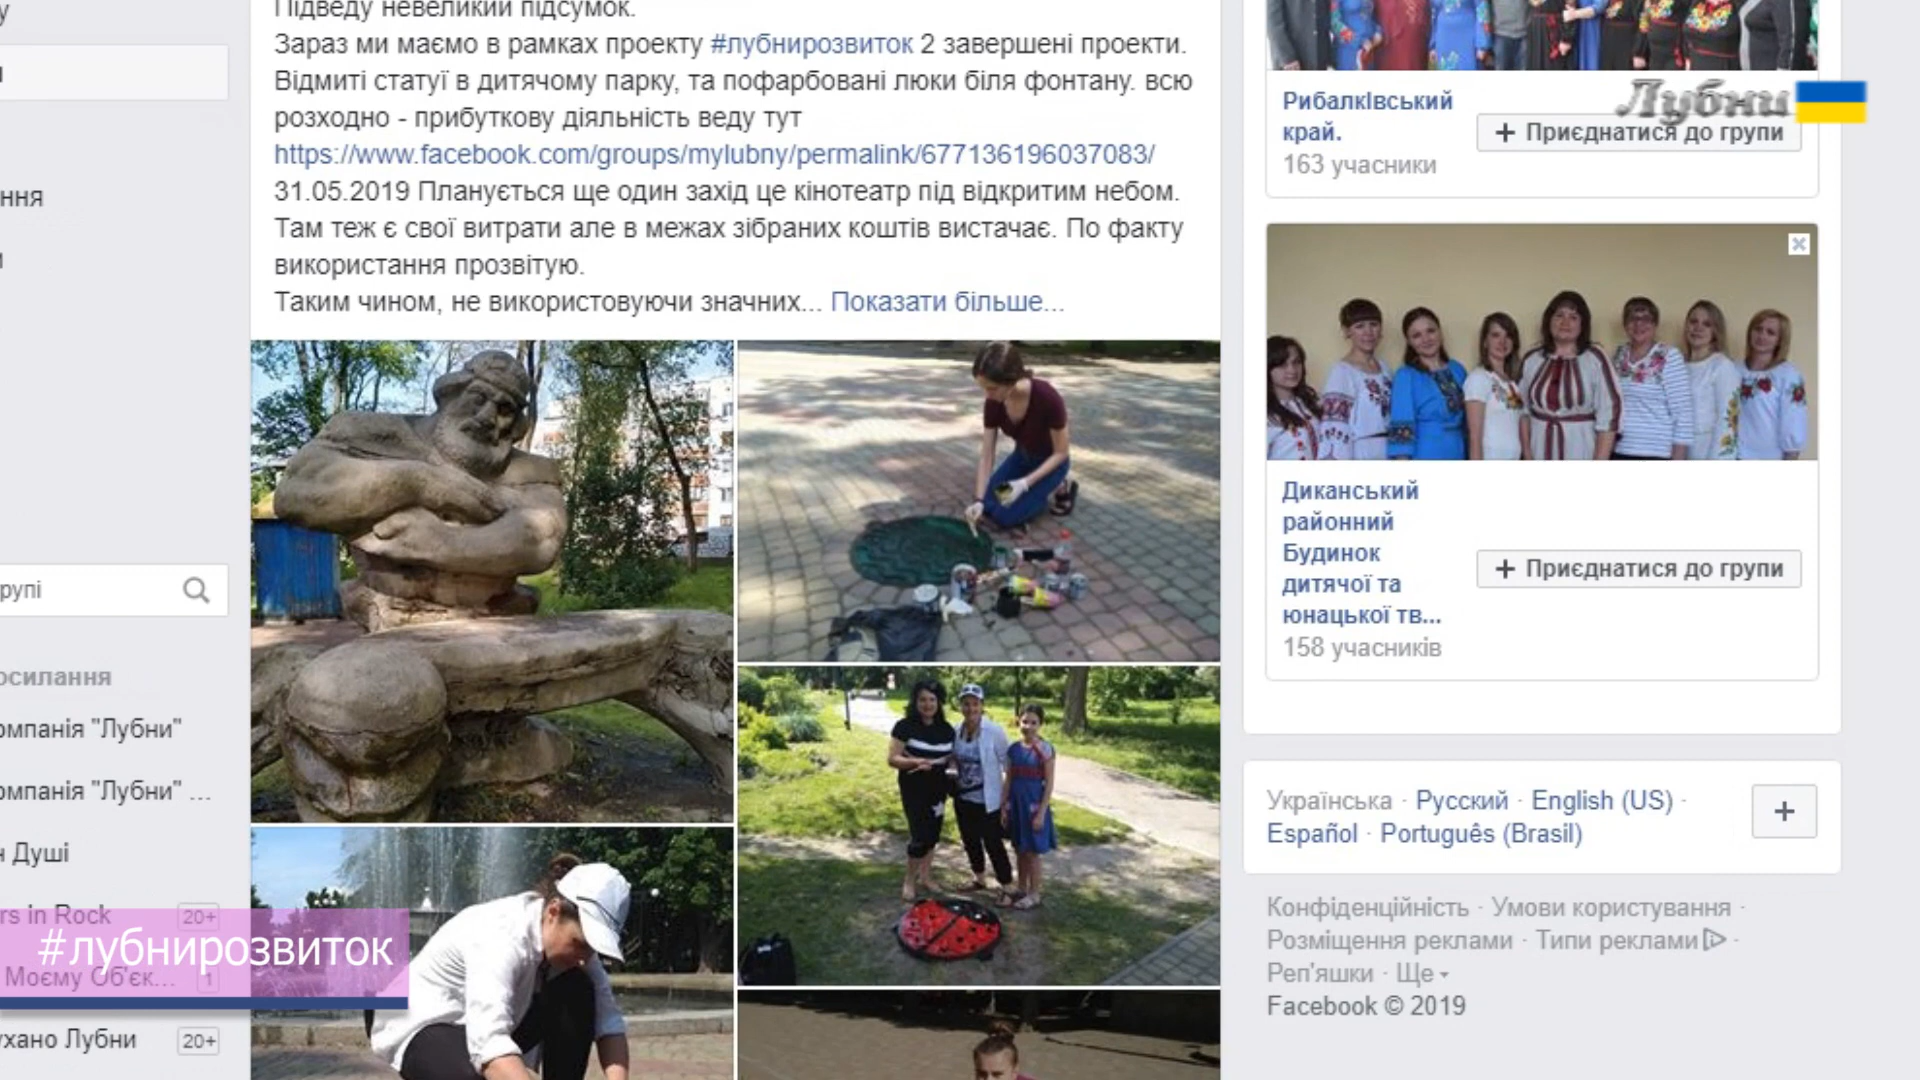 Підведу невеликий підсумок.
Зараз ми маємо в рамках проекту #лубнирозвиток 2 завершені проекти.
Відмиті статуї в дитячому парку, та пофарбовані люки біля фонтану. всю
розходно - прибуткову діяльність веду тут
https://www.facebook.com/groups/mylubny/permalink/677136196037083/
31.05.2019 Планується ще один захід це кінотеатр під відкритим небом.
Там теж є свої витрати але в межах зібраних коштів вистачає. По факту
використання прозвітую.
Таким чином, не використовуючи значних... Показати більше...
ння
рупі
осилання
омпанія "Лубни"
омпанія "Лубни" ...
н Душі
rs in Rock 20+
#лубнирозвиток
Моєму Об'єк... 1
ухано Лубни 20+
Лубни
РибалкІвський
край.
163 учасники
+ Приєднатися до групи
Диканський
районний
Будинок
дитячої та
юнацької тв...
158 учасників
+ Приєднатися до групи
Українська · Русский · English (US) ·
Español · Português (Brasil)
+
Конфіденційність · Умови користування ·
Розміщення реклами · Типи реклами ·
Реп'яшки · Ще
Facebook © 2019